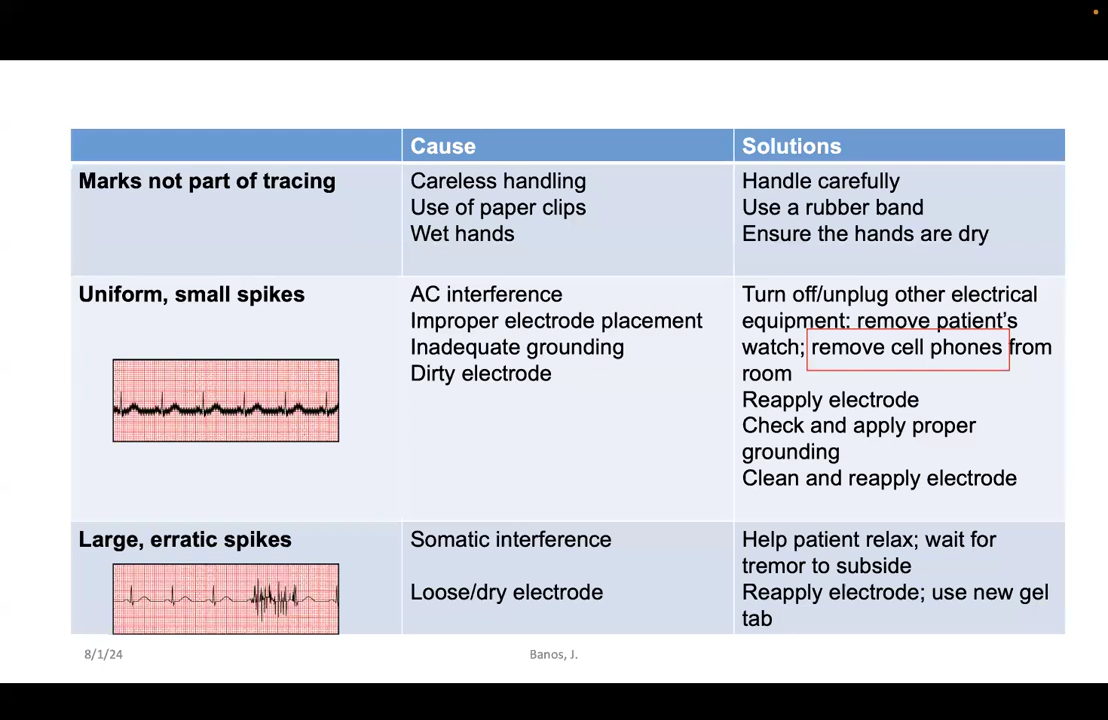 Cause
Solutions
Marks not part of tracing
Careless handling
Use of paper clips
Wet hands
Handle carefully
Use a rubber band
Ensure the hands are dry
Uniform, small spikes
AC interference
Improper electrode placement
Inadequate grounding
Dirty electrode
Turn off/unplug other electrical
equipment: remove patient's
watch; remove cell phones from
room
Reapply electrode
Check and apply proper
grounding
Clean and reapply electrode
Large, erratic spikes
Somatic interference
Loose/dry electrode
Help patient relax; wait for
tremor to subside
Reapply electrode; use new gel
tab
8/1/24
Banos, J.